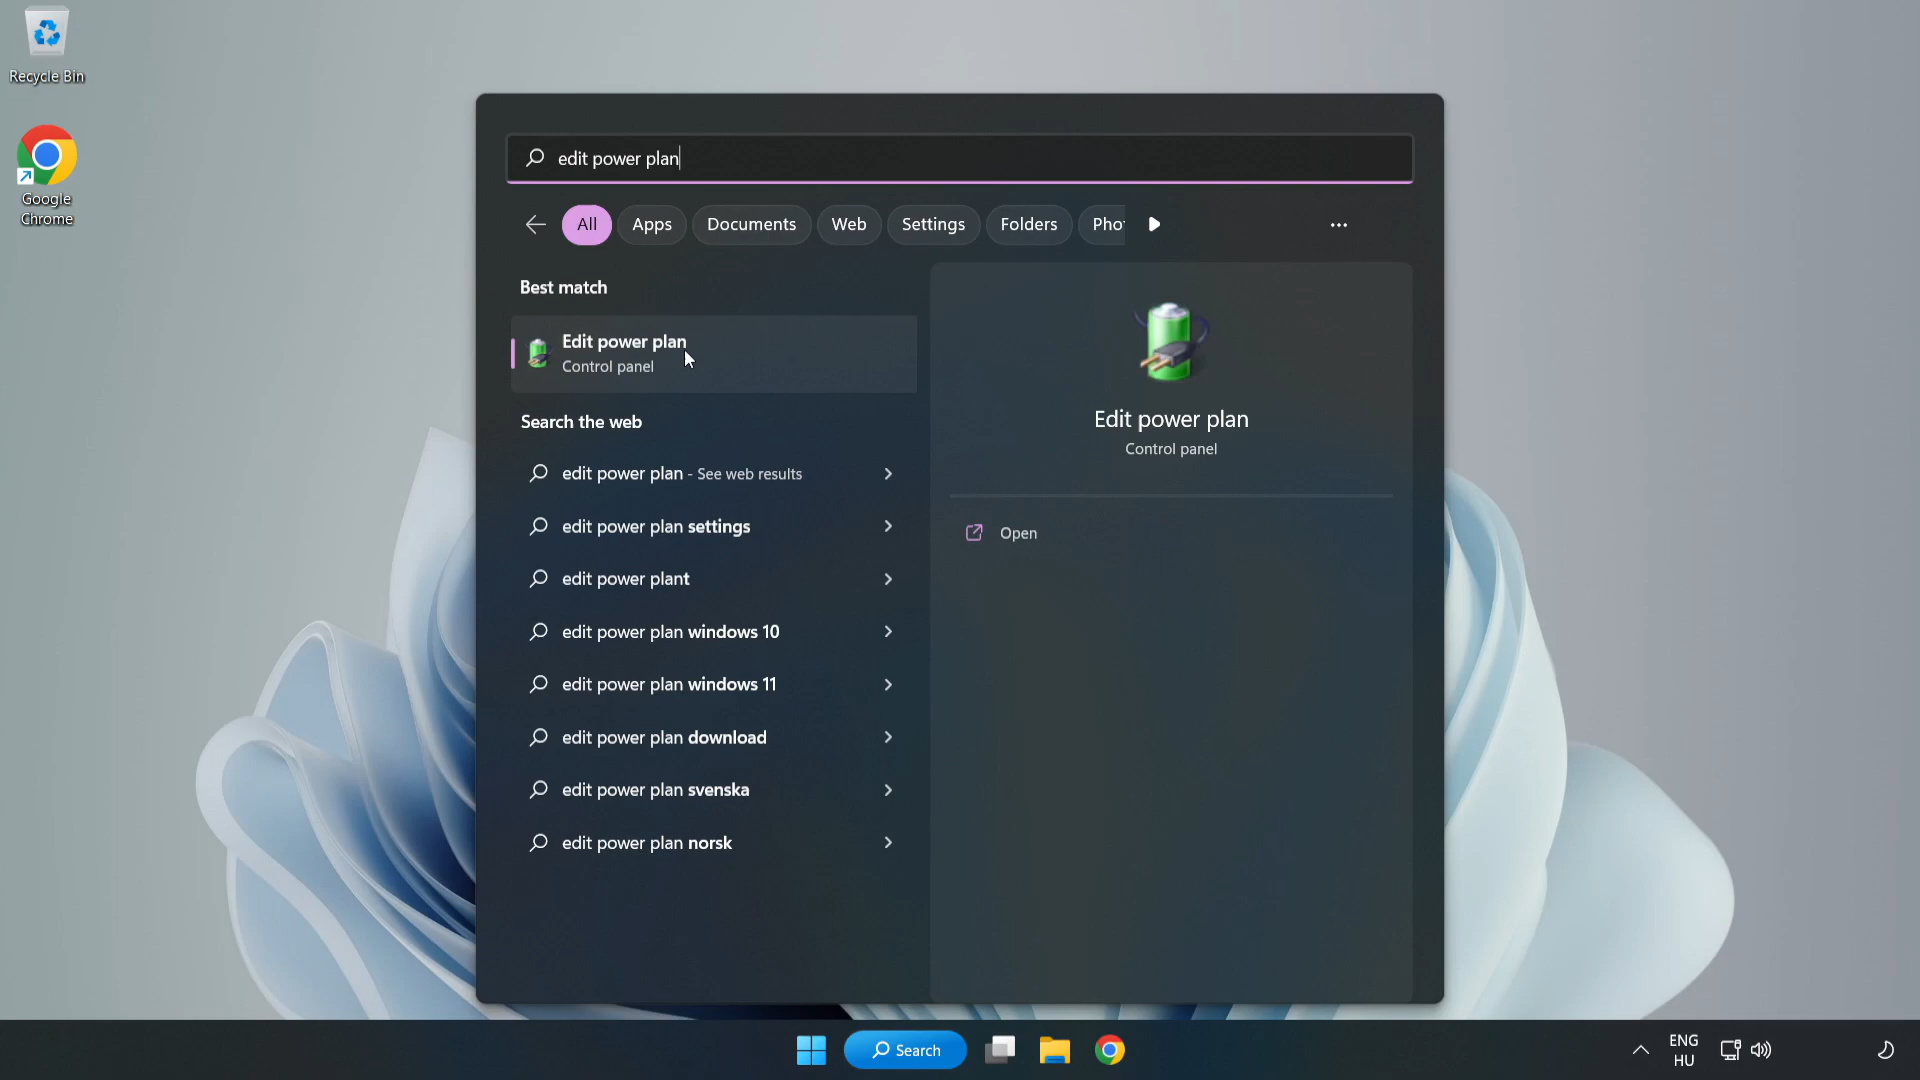 Recycle Bin
Google
Chrome
edit power plan
All Apps Documents Web Settings Folders Phot
Best match
Edit power plan
Control panel
Search the web
edit power plan - See web results
edit power plan settings
edit power plant
edit power plan windows 10
edit power plan windows 11
edit power plan download
edit power plan svenska
edit power plan norsk
Edit power plan
Control panel
Open
Search
ENG
HU